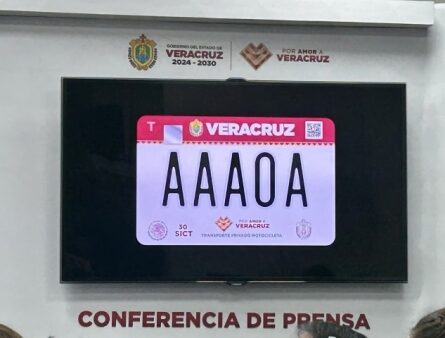 GOBIERNO DEL ESTADO DE
VERACRUZ
2024 - 2030
POR AMOR A
VERACRUZ
T
VERACRUZ
AAA0A
30
SICT
POR AMOR A
VERACRUZ
TRANSPORTE PRIVADO MOTOCICLETA
CONFERENCIA DE PRENSA